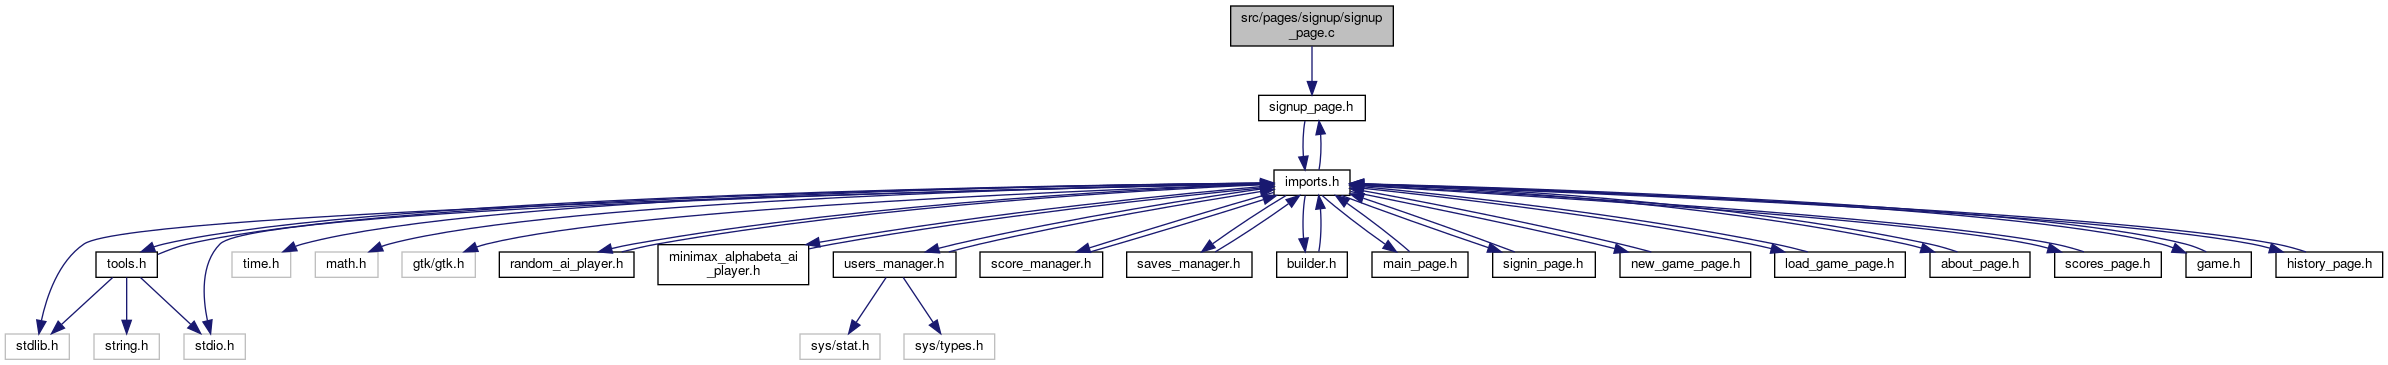 src/pages/signup/signup
_page.c
signup_page.h
imports.h
tools.h
time.h
math.h
gtk/gtk.h
random_ai_player.h
minimax_alphabeta_ai
_player.h
users_manager.h
score_manager.h
saves_manager.h
builder.h
main_page.h
signin_page.h
new_game_page.h
load_game_page.h
about_page.h
scores_page.h
game.h
history_page.h
stdlib.h
string.h
stdio.h
sys/stat.h
sys/types.h